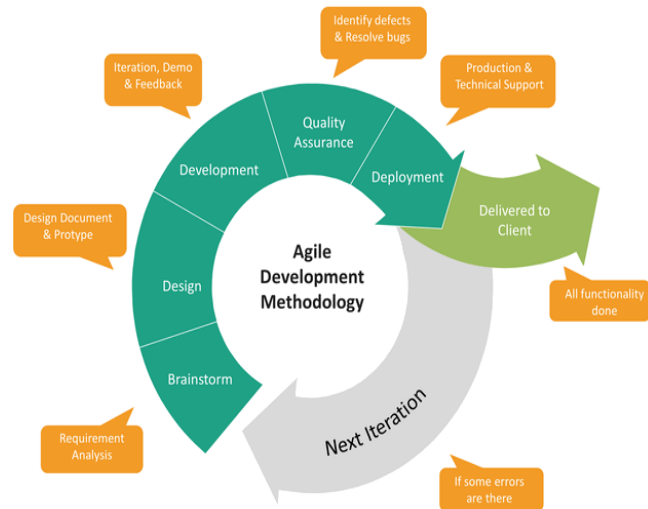 Identify defects
& Resolve bugs
Iteration, Demo
& Feedback
Production &
Technical Support
Quality
Assurance
Development
Deployment
Delivered to
Client
Design Document
& Protype
Agile
Development
Methodology
Design
All functionality
done
Brainstorm
Next Iteration
Requirement
Analysis
If some errors
are there